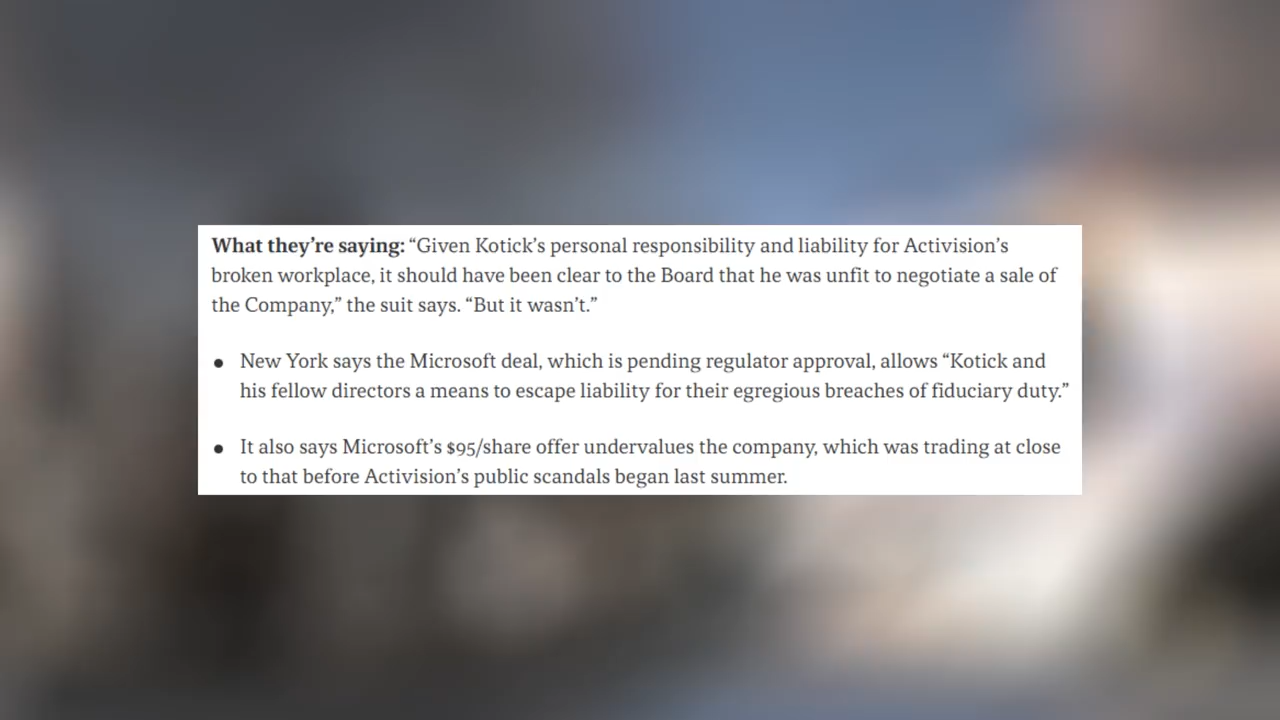 What they’re saying: “Given Kotick’s personal responsibility and liability for Activision’s
broken workplace, it should have been clear to the Board that he was unfit to negotiate a sale of
the Company,” the suit says. “But it wasn’t.”
● New York says the Microsoft deal, which is pending regulator approval, allows “Kotick and
his fellow directors a means to escape liability for their egregious breaches of fiduciary duty.”
● It also says Microsoft’s $95/share offer undervalues the company, which was trading at close
to that before Activision’s public scandals began last summer.